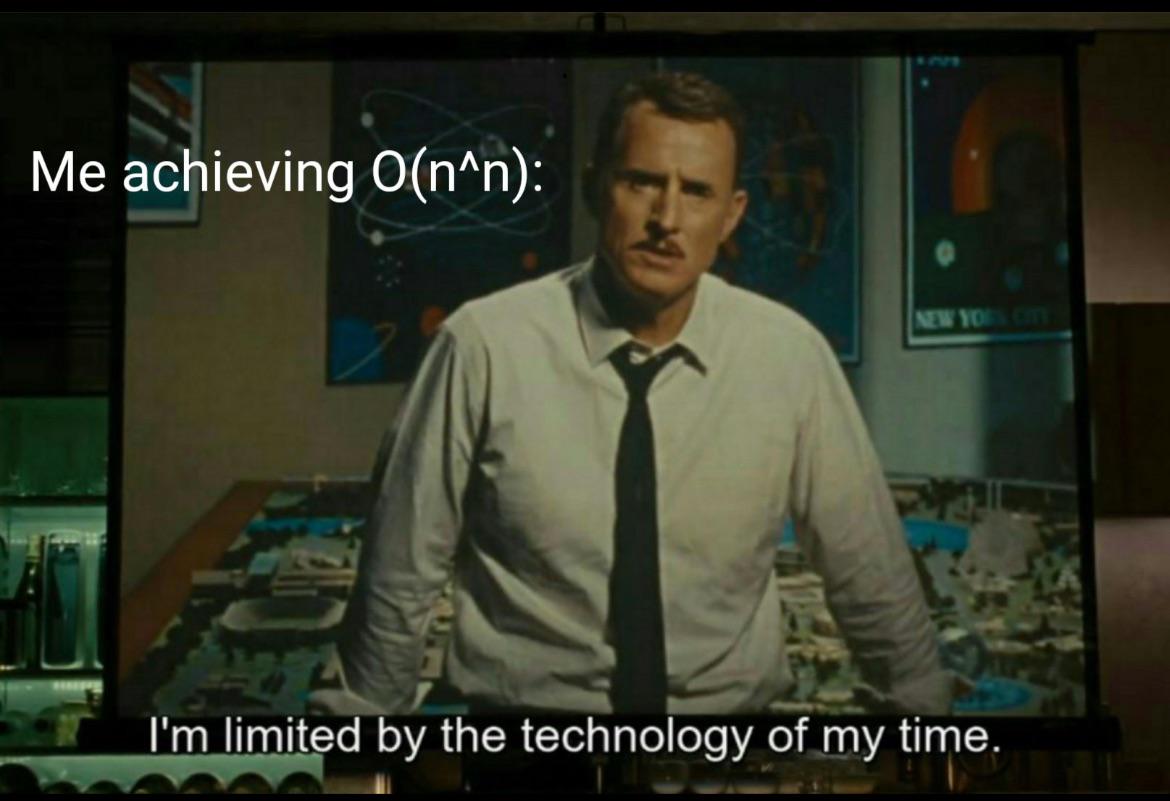 Me achieving O(n^n):
NEW YORK CITY
I'm limited by the technology of my time.